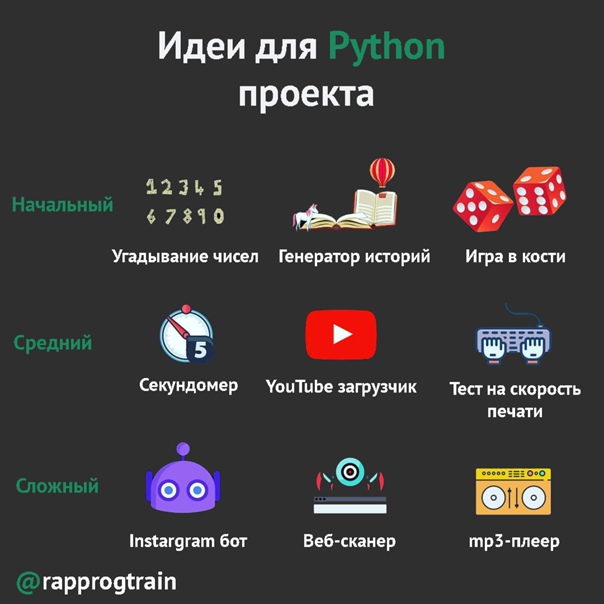 Идеи для Python
проекта
1 2 3 4 5
6 7 8 9 0
Начальный
Угадывание чисел
Генератор историй
Игра в кости
5
Средний
Секундомер
YouTube загрузчик
Тест на скорость
печати
Сложный
Instargram бот
Веб-сканер
mp3-плеер
@rapprogtrain